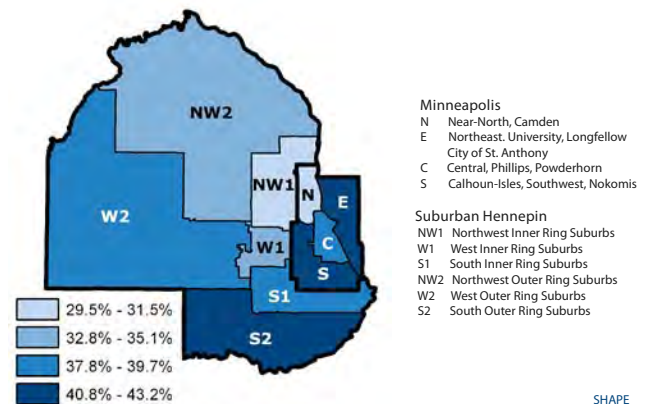 NW2
NW1
N
E
W2
C
W1
S
S1
S2
29.5% - 31.5%
32.8% - 35.1%
37.8% - 39.7%
40.8% - 43.2%
Minneapolis
N Near-North, Camden
E Northeast. University, Longfellow
City of St. Anthony
C Central, Phillips, Powderhorn
S Calhoun-Isles, Southwest, Nokomis
Suburban Hennepin
NW1 Northwest Inner Ring Suburbs
W1 West Inner Ring Suburbs
S1 South Inner Ring Suburbs
NW2 Northwest Outer Ring Suburbs
W2 West Outer Ring Suburbs
S2 South Outer Ring Suburbs
SHAPE